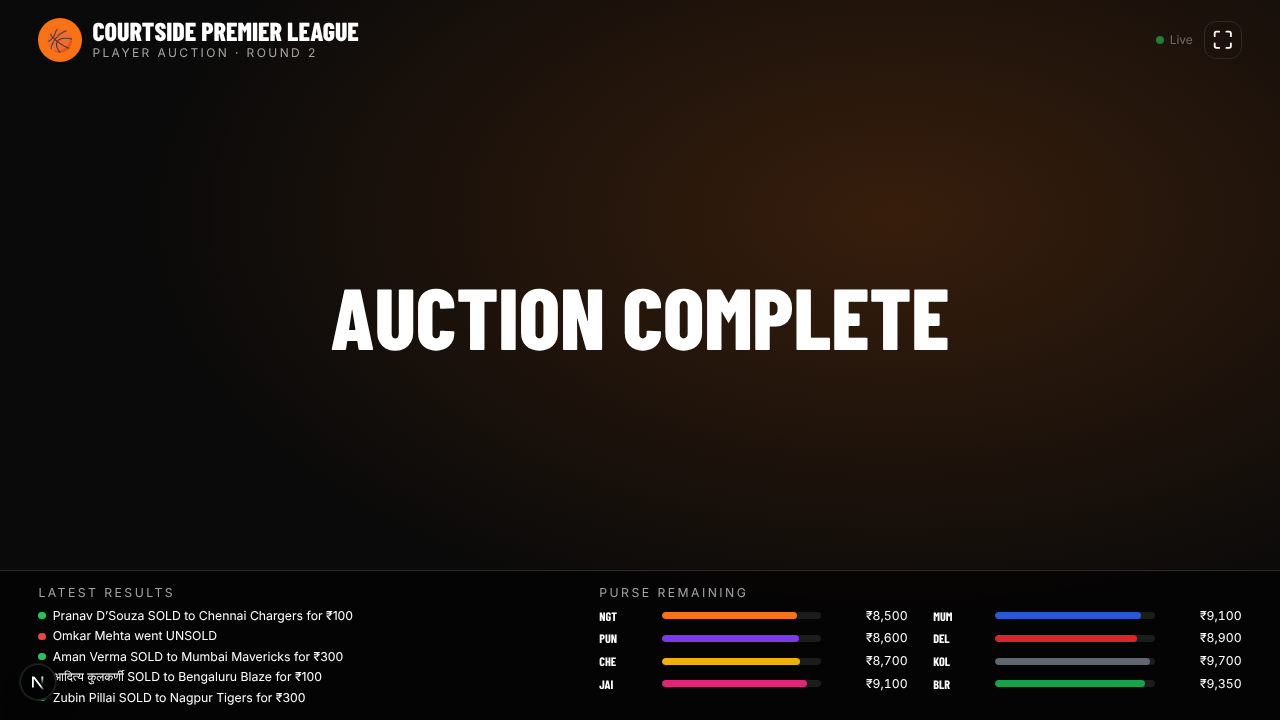 COURTSIDE PREMIER LEAGUE
PLAYER AUCTION · ROUND 2
Live
AUCTION COMPLETE
LATEST RESULTS
Pranav D'Souza SOLD to Chennai Chargers for ₹100
Omkar Mehta went UNSOLD
Aman Verma SOLD to Mumbai Mavericks for ₹300
आदित्य कुलकर्णी SOLD to Bengaluru Blaze for ₹100
Zubin Pillai SOLD to Nagpur Tigers for ₹300
N
PURSE REMAINING
NGT ₹8,500 MUM ₹9,100
PUN ₹8,600 DEL ₹8,900
CHE ₹8,700 KOL ₹9,700
JAI ₹9,100 BLR ₹9,350